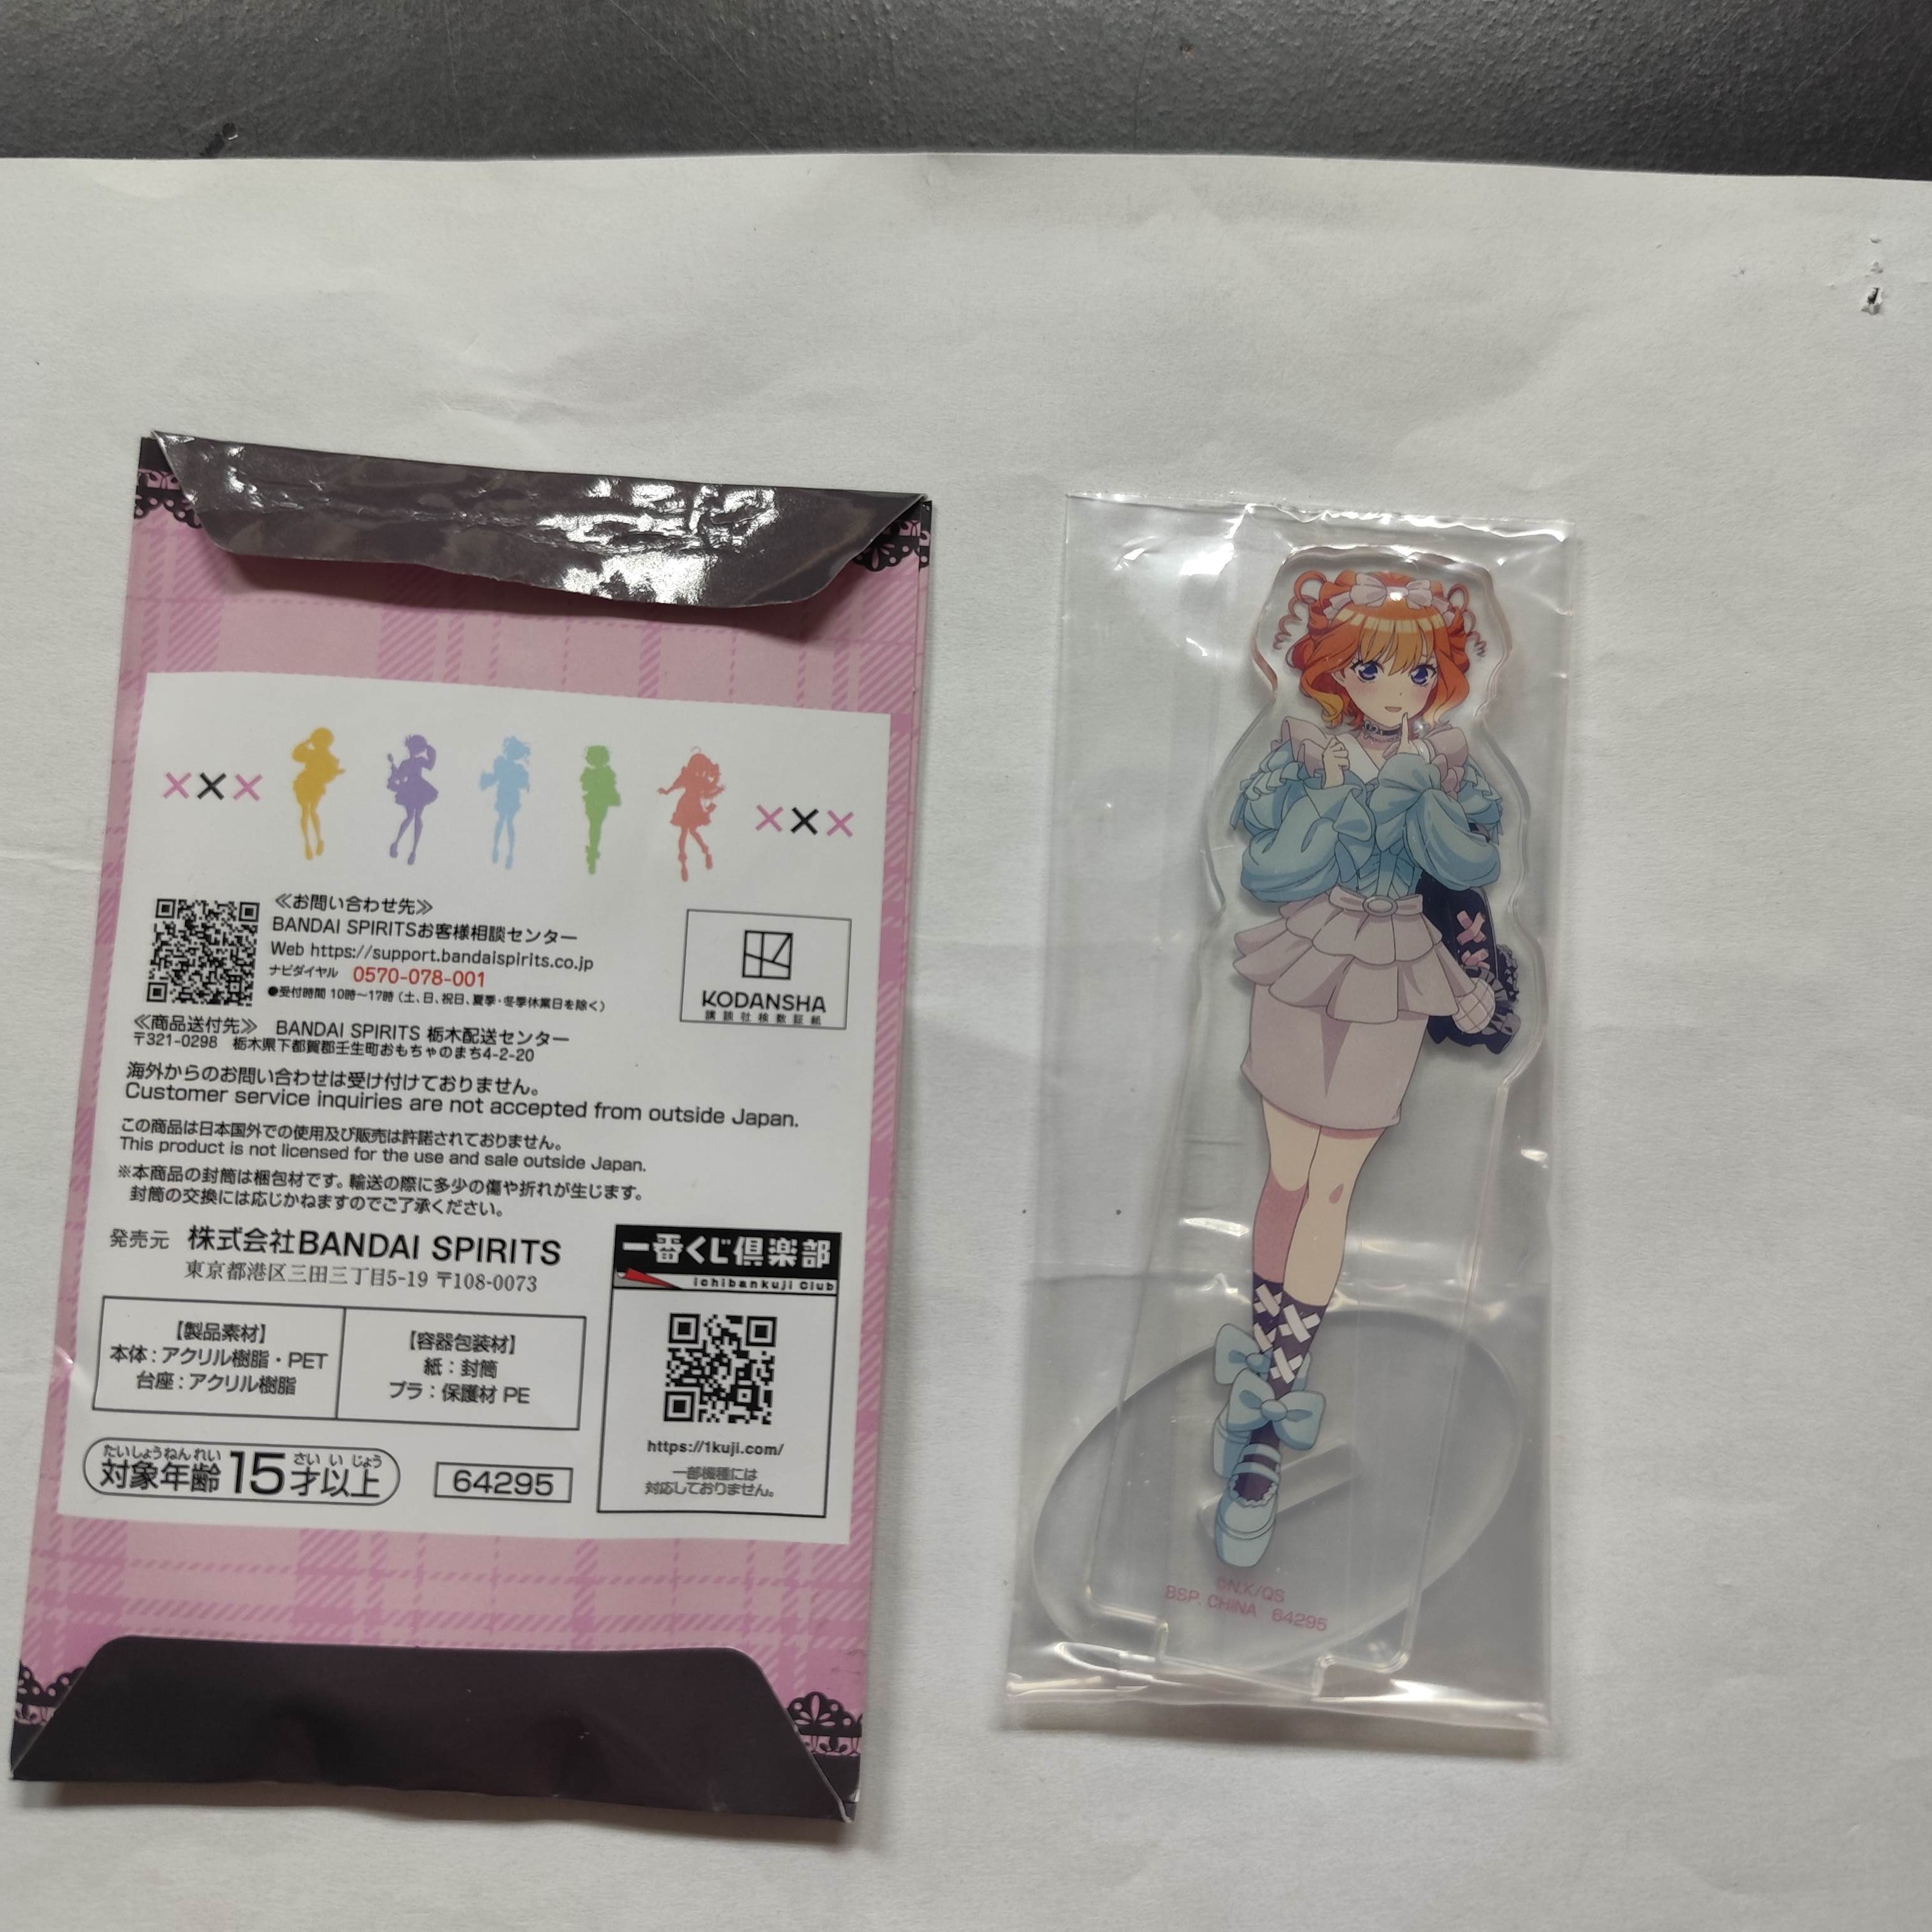 ≪お問い合わせ先≫
BANDAI SPIRITSお客様相談センター
Web https://support.bandaispirits.co.jp
ナビダイヤル 0570-078-001
●受付時間 10時～17時（土、日、祝日、夏季・冬季休業日を除く）
KODANSHA
講談社検数証紙
≪商品送付先≫ BANDAI SPIRITS 栃木配送センター
〒321-0298 栃木県下都賀郡壬生町おもちゃのまち4-2-20
海外からのお問い合わせは受け付けておりません。
Customer service inquiries are not accepted from outside Japan.
この商品は日本国外での使用及び販売は許諾されておりません。
This product is not licensed for the use and sale outside Japan.
※本商品の封筒は梱包材です。輸送の際に多少の傷や折れが生じます。
封筒の交換には応じかねますのでご了承ください。
発売元 株式会社BANDAI SPIRITS
東京都港区三田三丁目5-19 〒108-0073
【製品素材】
本体：アクリル樹脂・PET
台座：アクリル樹脂
【容器包装材】
紙：封筒
プラ：保護材 PE
たいしょうねんれい さい い じょう
対象年齢15才以上
64295
一番くじ倶楽部
ichibankuji Club
https://1kuji.com/
一部機種には
対応しておりません。
©N.K/QS
BSP. CHINA 64295